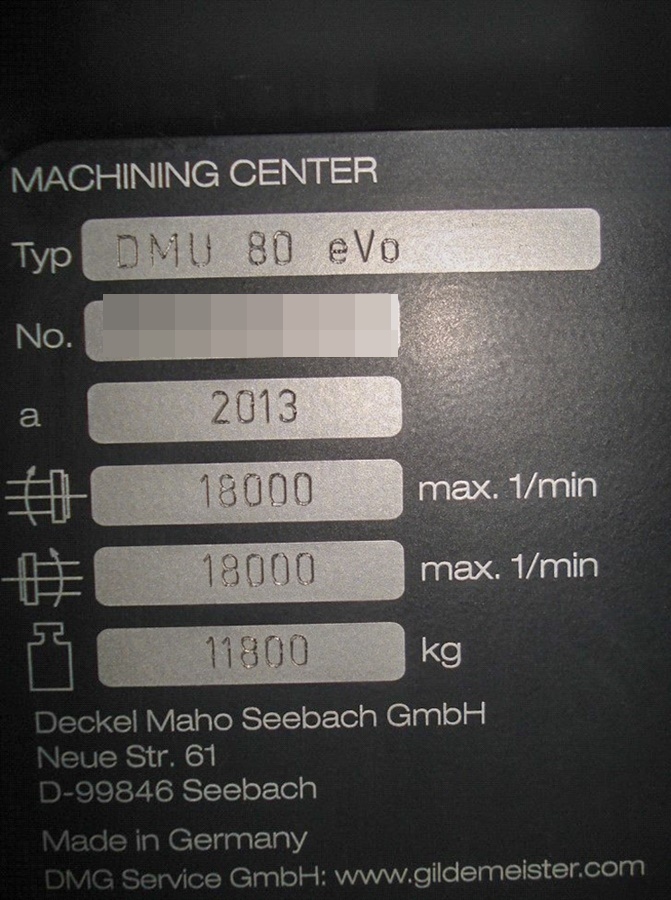 MACHINING CENTER
Typ DMU 80 eVo
No.
a 2013
18000 max. 1/min
18000 max. 1/min
11800 kg
Deckel Maho Seebach GmbH
Neue Str. 61
D-99846 Seebach
Made in Germany
DMG Service GmbH: www.gildemeister.com